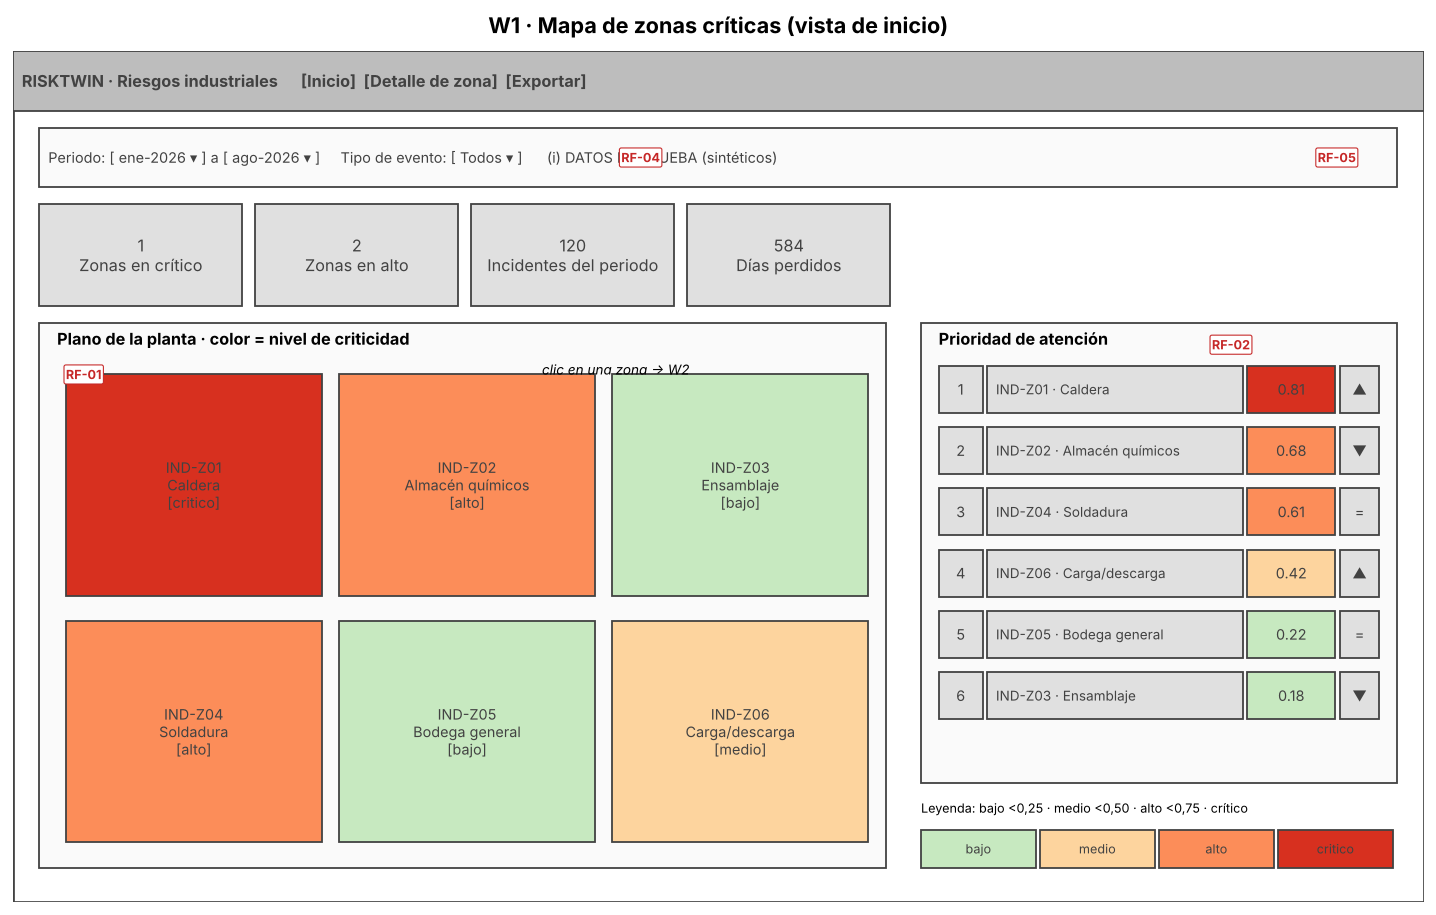 W1 · Mapa de zonas críticas (vista de inicio)
RISKTWIN · Riesgos industriales [Inicio] [Detalle de zona] [Exportar]
Periodo: [ ene-2026 ▾ ] a [ ago-2026 ▾ ] Tipo de evento: [ Todos ▾ ] (i) DATOS UEBA (sintéticos)
RF-04
RF-05
1
Zonas en crítico
2
Zonas en alto
120
Incidentes del periodo
584
Días perdidos
Plano de la planta · color = nivel de criticidad
clic en una zona → W2
RF-01
IND-Z01
Caldera
[crítico]
IND-Z02
Almacén químicos
[alto]
IND-Z03
Ensamblaje
[bajo]
IND-Z04
Soldadura
[alto]
IND-Z05
Bodega general
[bajo]
IND-Z06
Carga/descarga
[medio]
Prioridad de atención
RF-02
1 IND-Z01 · Caldera 0.81 ▲
2 IND-Z02 · Almacén químicos 0.68 ▼
3 IND-Z04 · Soldadura 0.61 =
4 IND-Z06 · Carga/descarga 0.42 ▲
5 IND-Z05 · Bodega general 0.22 =
6 IND-Z03 · Ensamblaje 0.18 ▼
Leyenda: bajo <0,25 · medio <0,50 · alto <0,75 · crítico
bajo medio alto crítico